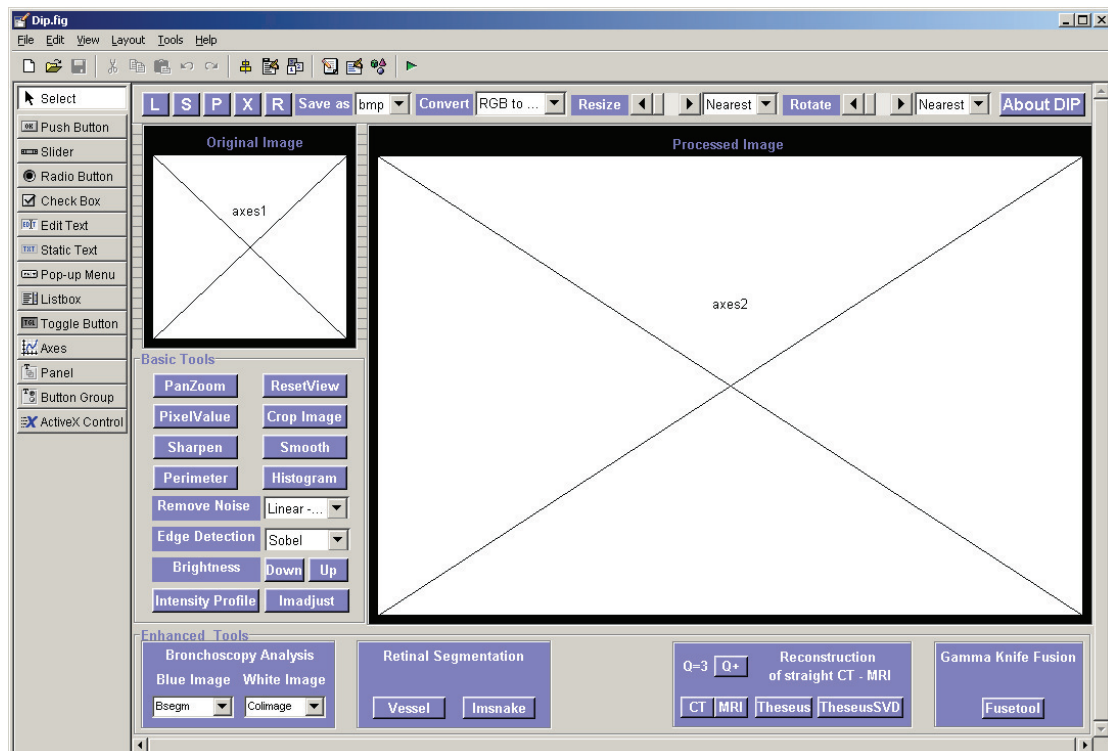 Dip.fig
File Edit View Layout Tools Help
Select
Push Button
Slider
Radio Button
Check Box
Edit Text
Static Text
Pop-up Menu
Listbox
Toggle Button
Axes
Panel
Button Group
ActiveX Control
L S P X R Save as bmp Convert RGB to ... Resize Nearest Rotate Nearest About DIP
Original Image
axes1
Processed Image
axes2
Basic Tools
PanZoom ResetView
PixelValue Crop Image
Sharpen Smooth
Perimeter Histogram
Remove Noise Linear -...
Edge Detection Sobel
Brightness Down Up
Intensity Profile Imadjust
Enhanced Tools
Bronchoscopy Analysis
Blue Image White Image
Bsegm Colimage
Retinal Segmentation
Vessel Imsnake
Q=3 Q+ Reconstruction
of straight CT - MRI
CT MRI Theseus TheseusSVD
Gamma Knife Fusion
Fusetool